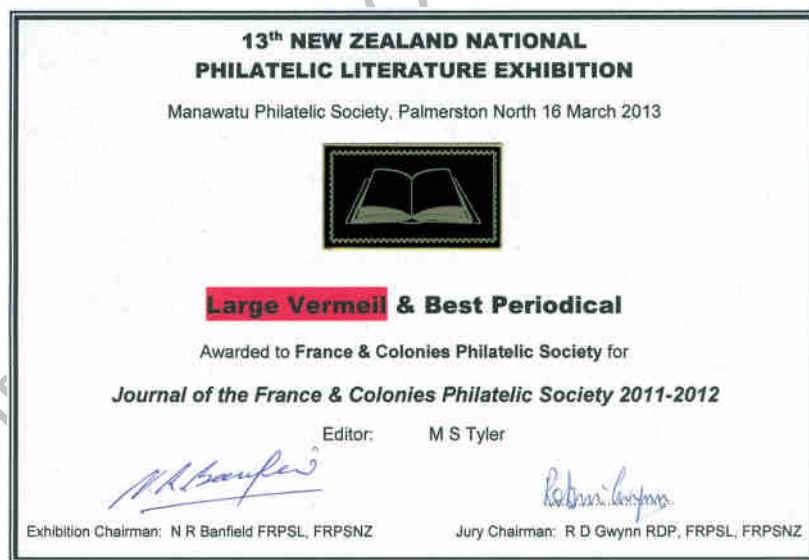 13th NEW ZEALAND NATIONAL
PHILATELIC LITERATURE EXHIBITION
Manawatu Philatelic Society, Palmerston North 16 March 2013
Large Vermeil & Best Periodical
Awarded to France & Colonies Philatelic Society for
Journal of the France & Colonies Philatelic Society 2011-2012
Editor: M S Tyler
N.R. Banfield
Exhibition Chairman: N R Banfield FRPSL, FRPSNZ Jury Chairman: R D Gwynn RDP, FRPSL, FRPSNZ